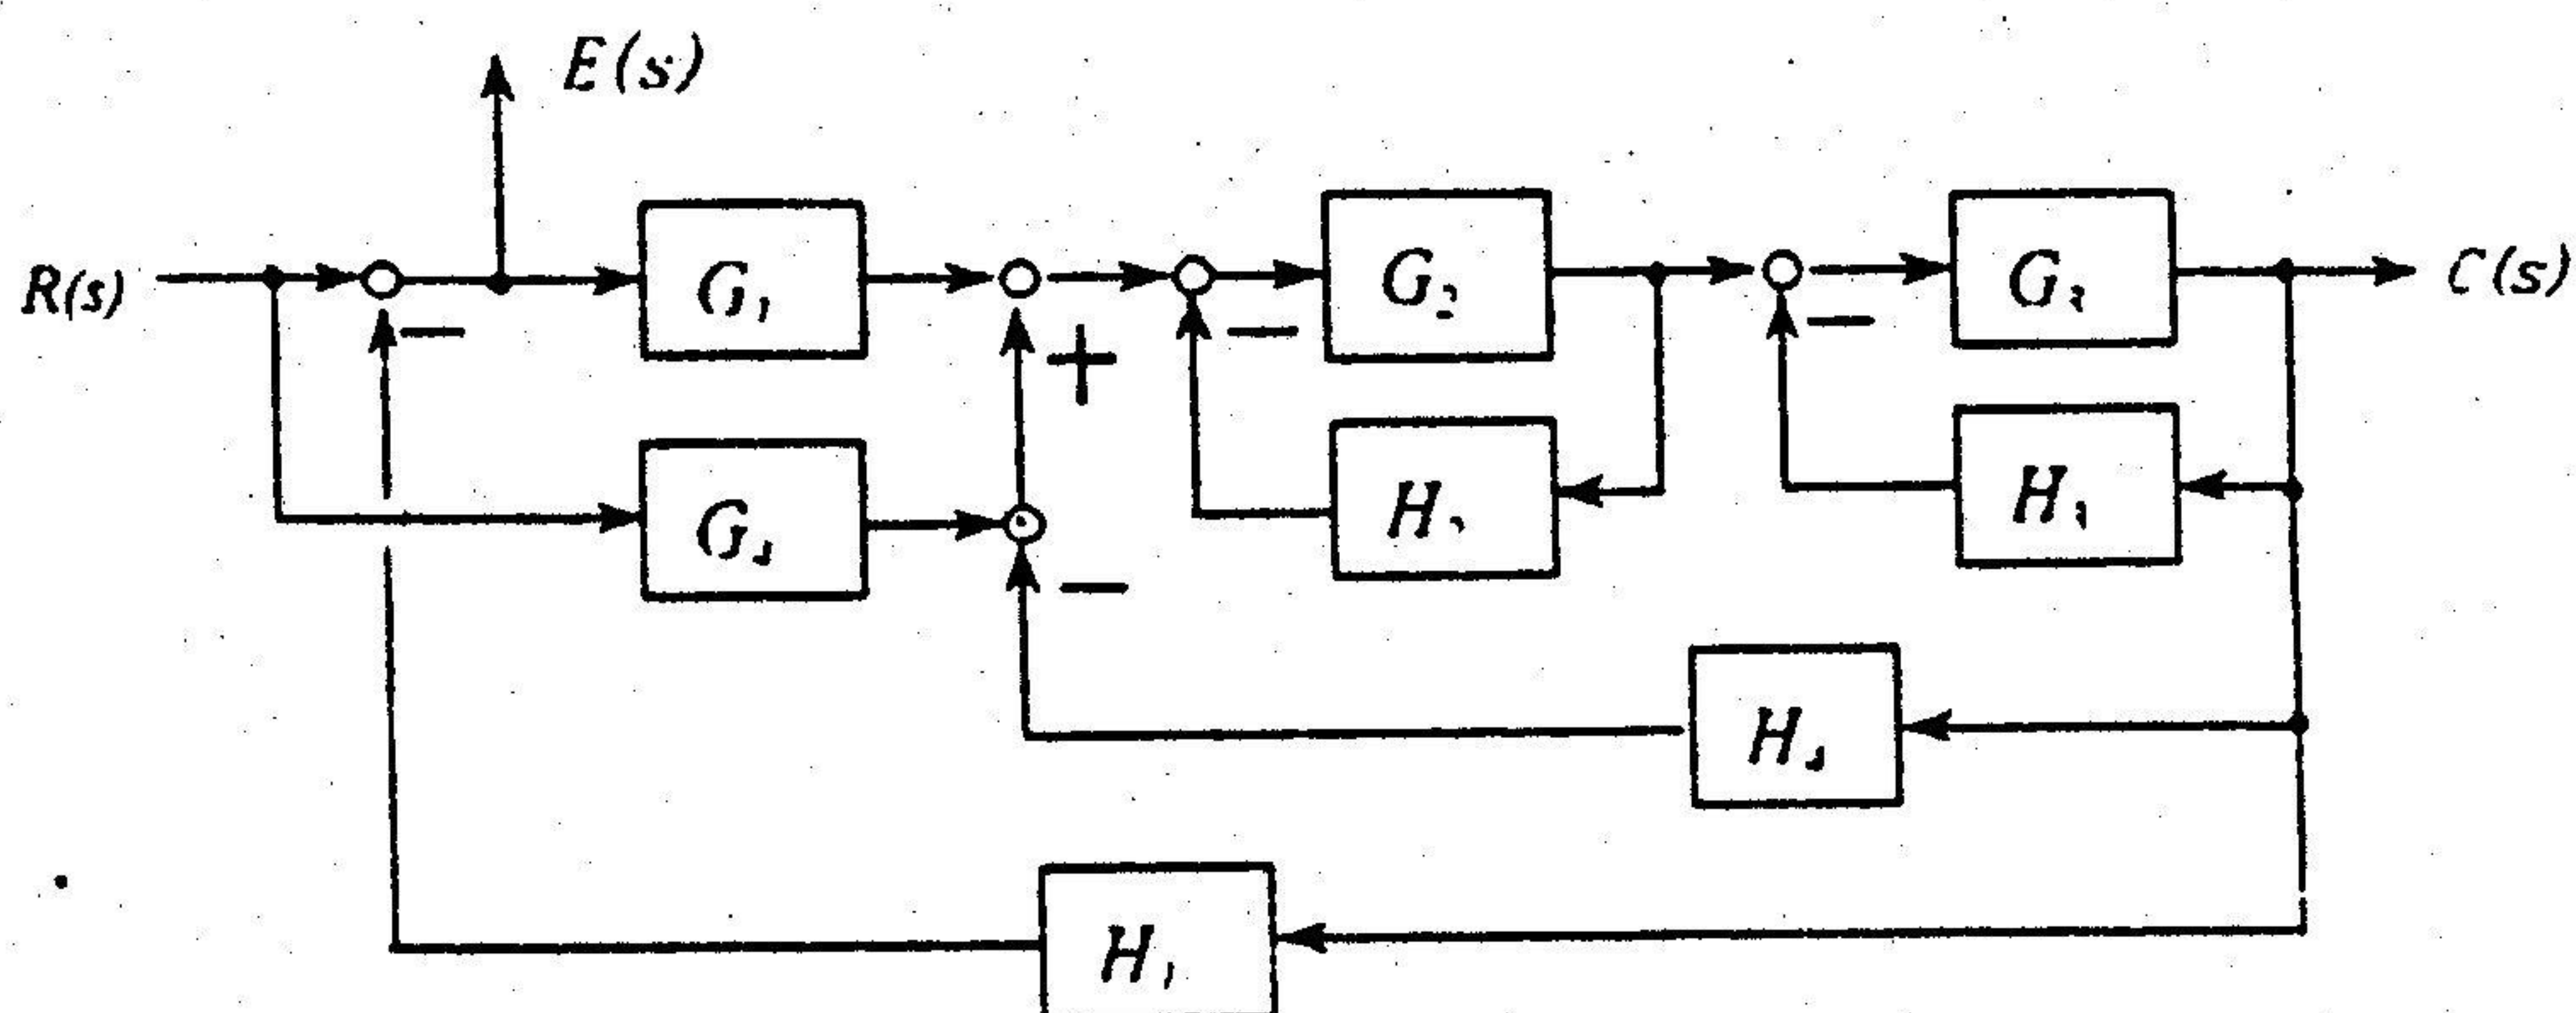 E(s)
R(s)
G₁
G₂
G₃
C(s)
G₄
H₂
H₃
H₄
H₁
+
−
−
−
−